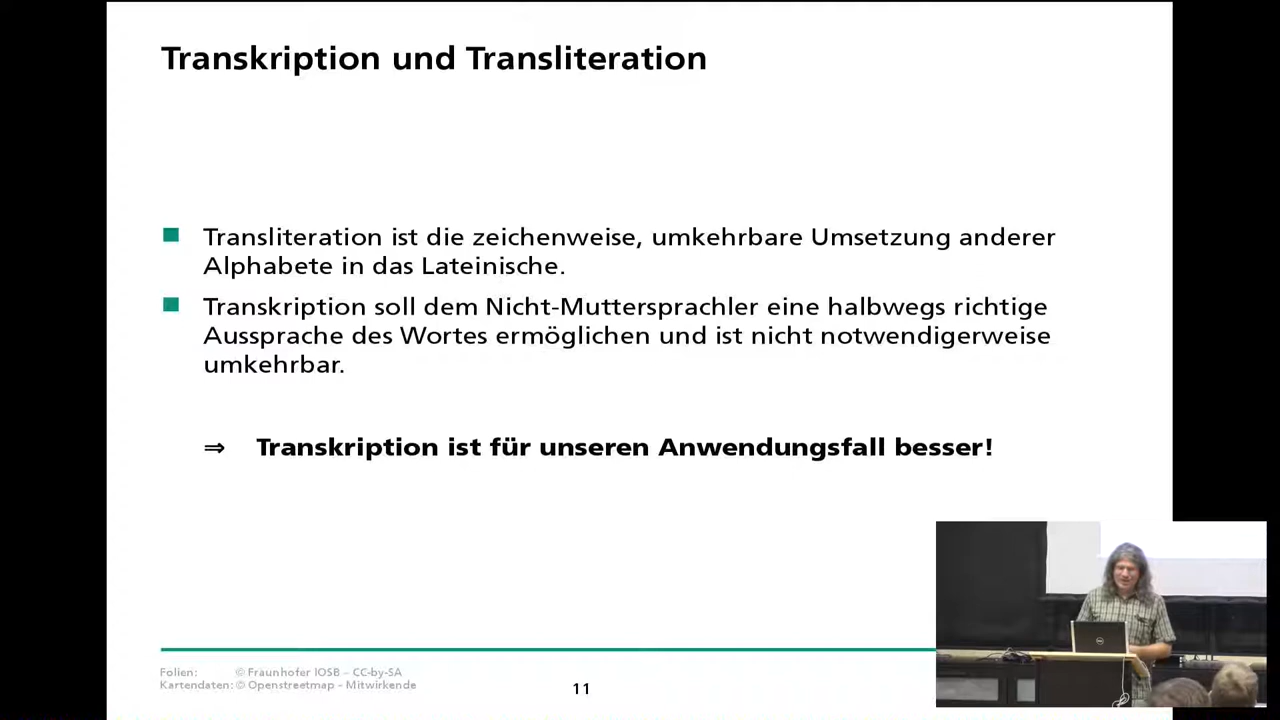 Transkription und Transliteration
■ Transliteration ist die zeichenweise, umkehrbare Umsetzung anderer
Alphabete in das Lateinische.
■ Transkription soll dem Nicht-Muttersprachler eine halbwegs richtige
Aussprache des Wortes ermöglichen und ist nicht notwendigerweise
umkehrbar.
⇒ Transkription ist für unseren Anwendungsfall besser!
Folien: © Fraunhofer IOSB – CC-by-SA
Kartendaten: © Openstreetmap - Mitwirkende
11